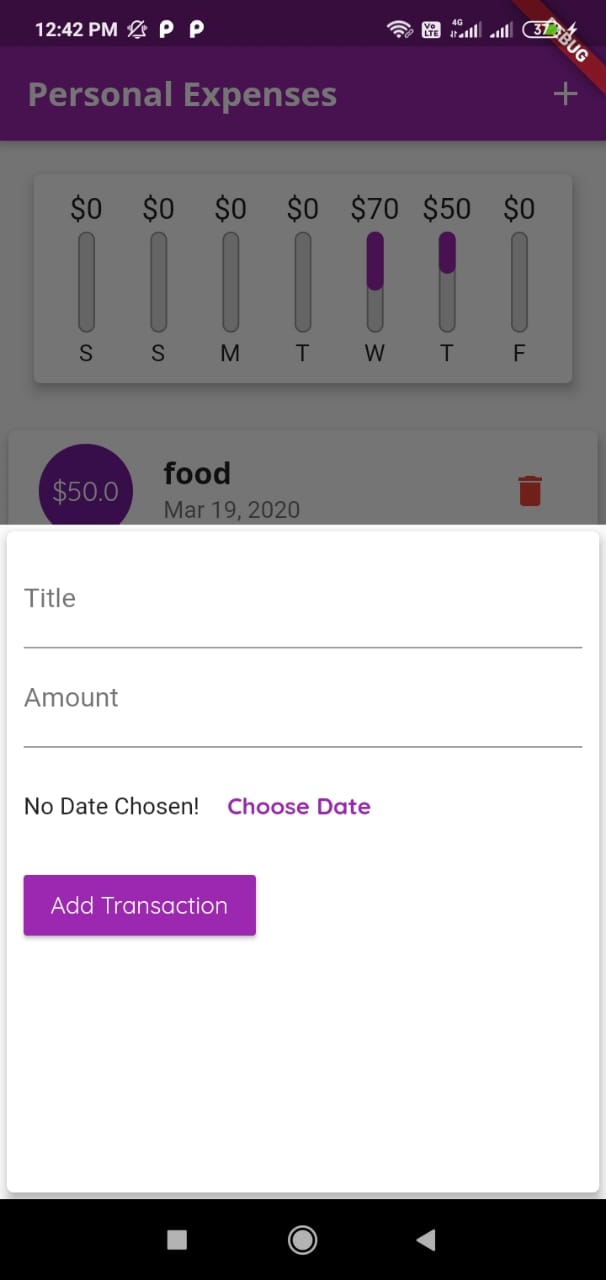 12:42 PM P P Vo LTE 4G 37
DEBUG
Personal Expenses +
$0 $0 $0 $0 $70 $50 $0
S S M T W T F
$50.0 food
Mar 19, 2020
Title
Amount
No Date Chosen! Choose Date
Add Transaction